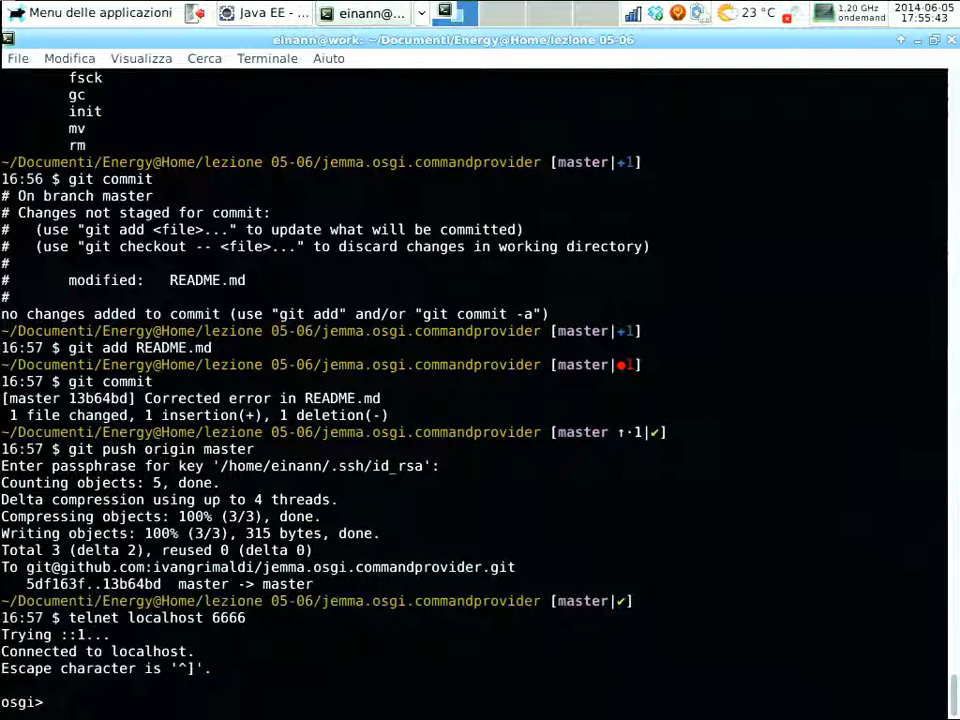 Menu delle applicazioni
Java EE - ...
einann@...
23 °C
1,20 GHz
ondemand
2014-06-05
17:55:43
einann@work: ~/Documenti/Energy@Home/lezione 05-06
File Modifica Visualizza Cerca Terminale Aiuto
fsck
gc
init
mv
rm
~/Documenti/Energy@Home/lezione 05-06/jemma.osgi.commandprovider [master|+1]
16:56 $ git commit
# On branch master
# Changes not staged for commit:
#   (use "git add <file>..." to update what will be committed)
#   (use "git checkout -- <file>..." to discard changes in working directory)
#
#       modified:   README.md
#
no changes added to commit (use "git add" and/or "git commit -a")
~/Documenti/Energy@Home/lezione 05-06/jemma.osgi.commandprovider [master|+1]
16:57 $ git add README.md
~/Documenti/Energy@Home/lezione 05-06/jemma.osgi.commandprovider [master|●1]
16:57 $ git commit
[master 13b64bd] Corrected error in README.md
 1 file changed, 1 insertion(+), 1 deletion(-)
~/Documenti/Energy@Home/lezione 05-06/jemma.osgi.commandprovider [master ↑·1|✔]
16:57 $ git push origin master
Enter passphrase for key '/home/einann/.ssh/id_rsa':
Counting objects: 5, done.
Delta compression using up to 4 threads.
Compressing objects: 100% (3/3), done.
Writing objects: 100% (3/3), 315 bytes, done.
Total 3 (delta 2), reused 0 (delta 0)
To git@github.com:ivangrimaldi/jemma.osgi.commandprovider.git
   5df163f..13b64bd  master -> master
~/Documenti/Energy@Home/lezione 05-06/jemma.osgi.commandprovider [master|✔]
16:57 $ telnet localhost 6666
Trying ::1...
Connected to localhost.
Escape character is '^]'.
osgi>